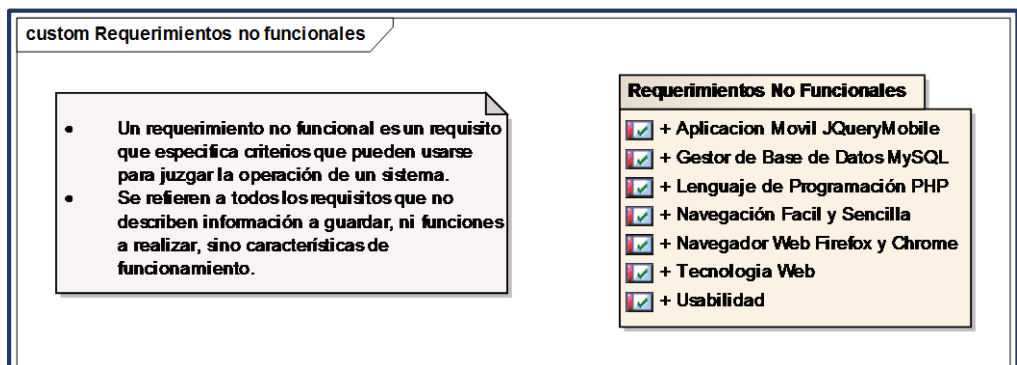 custom Requerimientos no funcionales
• Un requerimiento no funcional es un requisito
que especifica criterios que pueden usarse
para juzgar la operación de un sistema.
• Se refieren a todos los requisitos que no
describen información a guardar, ni funciones
a realizar, sino características de
funcionamiento.
Requerimientos No Funcionales
+ Aplicacion Movil JQueryMobile
+ Gestor de Base de Datos MySQL
+ Lenguaje de Programación PHP
+ Navegación Facil y Sencilla
+ Navegador Web Firefox y Chrome
+ Tecnologia Web
+ Usabilidad